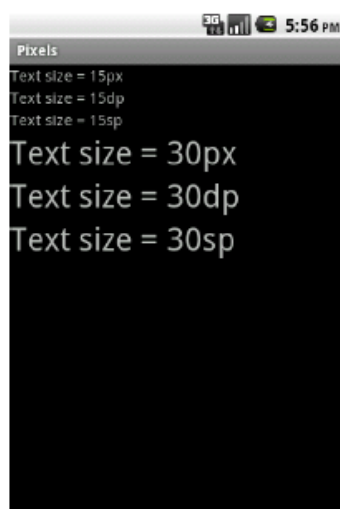 3G
5:56 PM
Pixels
Text size = 15px
Text size = 15dp
Text size = 15sp
Text size = 30px
Text size = 30dp
Text size = 30sp